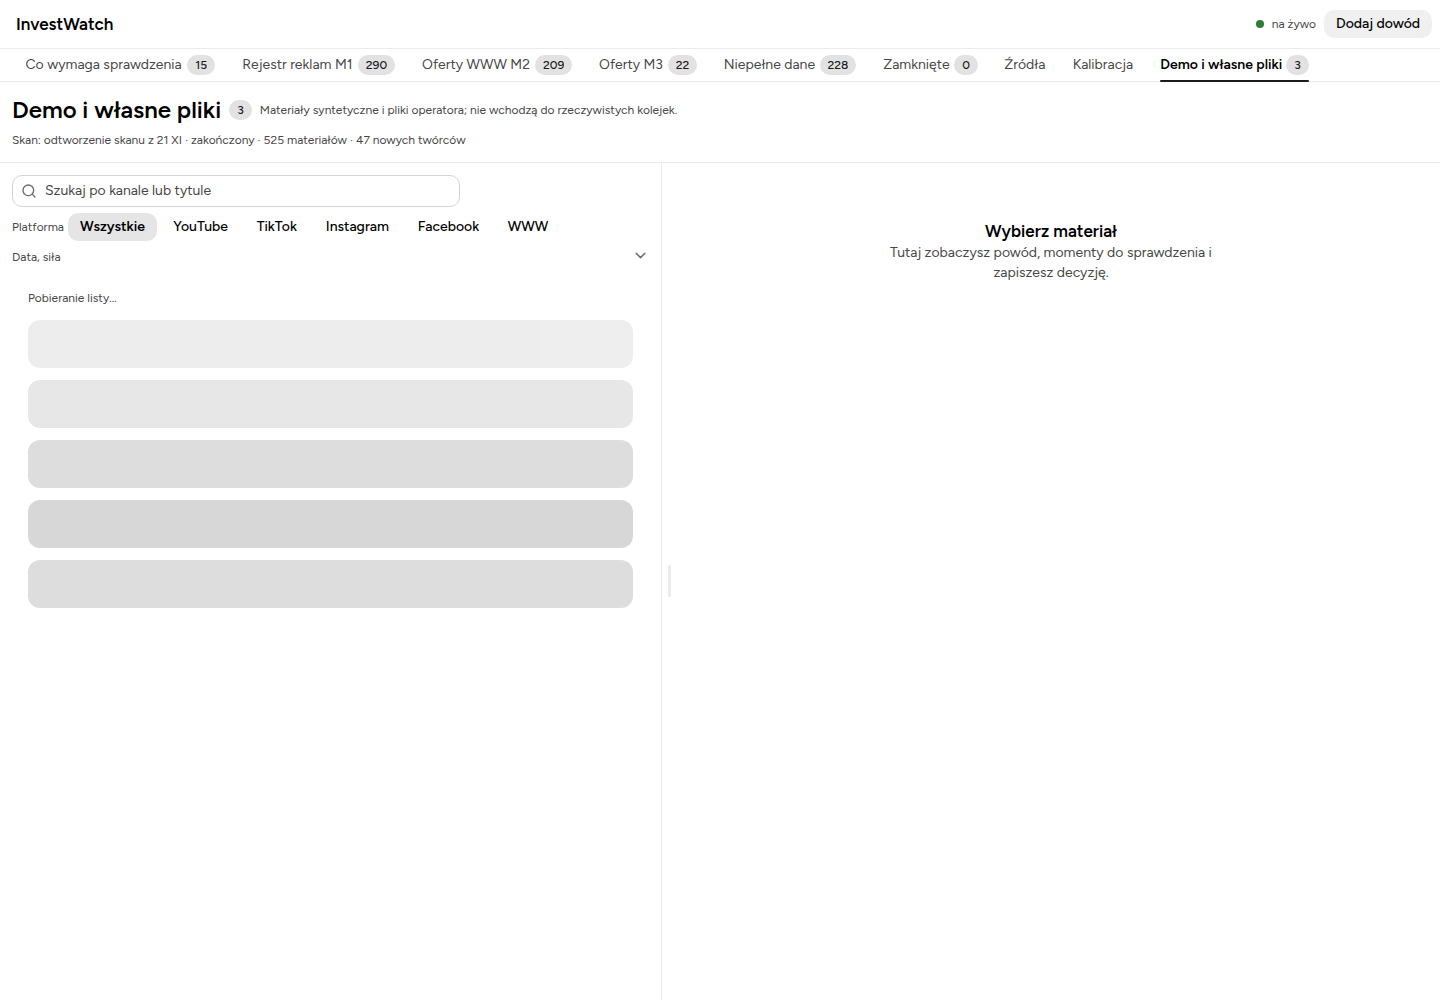 InvestWatch
na żywo
Dodaj dowód
Co wymaga sprawdzenia 15
Rejestr reklam M1 290
Oferty WWW M2 209
Oferty M3 22
Niepełne dane 228
Zamknięte 0
Źródła
Kalibracja
Demo i własne pliki 3
Demo i własne pliki 3 Materiały syntetyczne i pliki operatora; nie wchodzą do rzeczywistych kolejek.
Skan: odtworzenie skanu z 21 XI · zakończony · 525 materiałów · 47 nowych twórców
Szukaj po kanale lub tytule
Platforma Wszystkie YouTube TikTok Instagram Facebook WWW
Data, siła
Pobieranie listy...
Wybierz materiał
Tutaj zobaczysz powód, momenty do sprawdzenia i
zapiszesz decyzję.